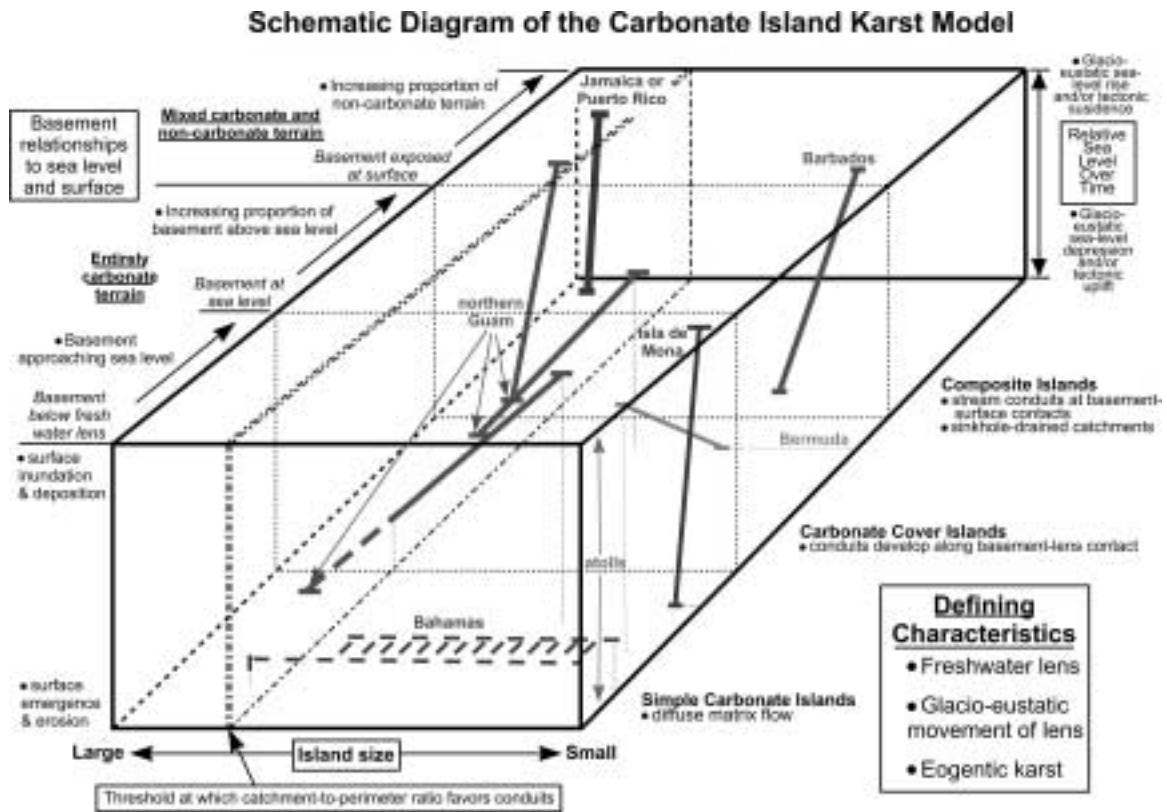 Schematic Diagram of the Carbonate Island Karst Model
● Glacio-
eustatic sea-
level rise
and/or tectonic
susidence
Relative
Sea
Level
Over
Time
● Glacio-
eustatic
sea-level
depression
and/or
tectonic
uplift
● Increasing proportion of
non-carbonate terrain
Mixed carbonate and
non-carbonate terrain
Basement
relationships
to sea level
and surface
Basement exposed
at surface
● Increasing proportion of
basement above sea level
Entirely
carbonate
terrain
Basement at
sea level
● Basement
approaching sea level
Basement
below fresh
water lens
● surface
inundation
& deposition
● surface
emergence
& erosion
Jamaica or
Puerto Rico
Barbados
northern
Guam
Isla de
Mona
Bermuda
atolls
Bahamas
Composite Islands
● stream conduits at basement-
surface contacts
● sinkhole-drained catchments
Carbonate Cover Islands
● conduits develop along basement-lens contact
Simple Carbonate Islands
● diffuse matrix flow
Defining
Characteristics
● Freshwater lens
● Glacio-eustatic
movement of lens
● Eogentic karst
Large
Island size
Small
Threshold at which catchment-to-perimeter ratio favors conduits